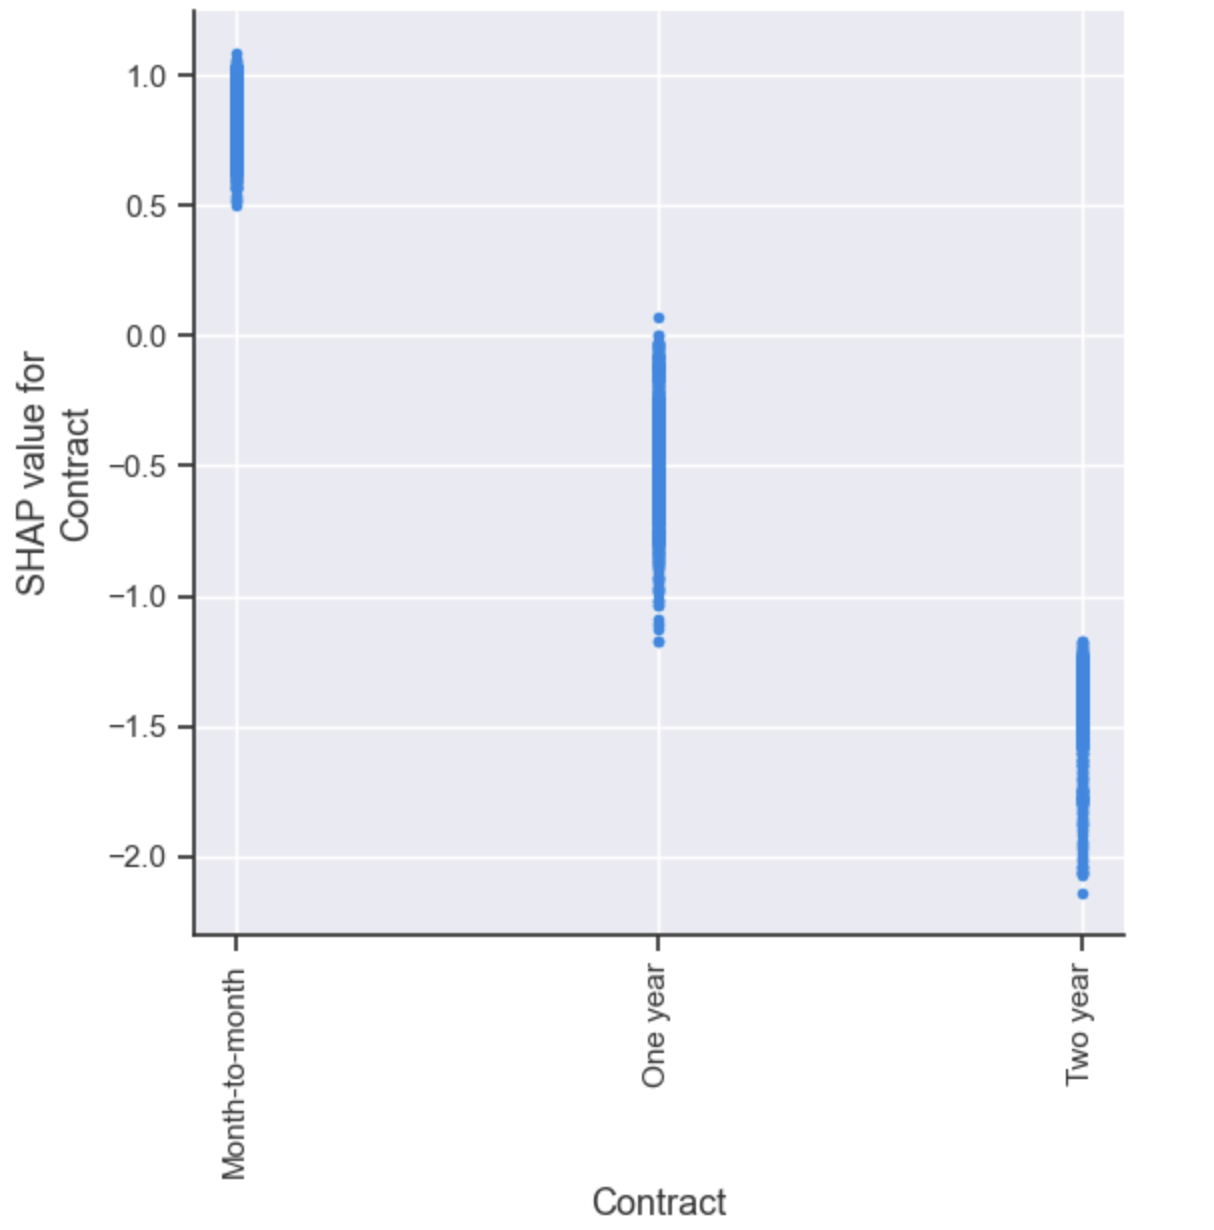 1.0
0.5
0.0
−0.5
−1.0
−1.5
−2.0
SHAP value for
Contract
Month-to-month
One year
Two year
Contract